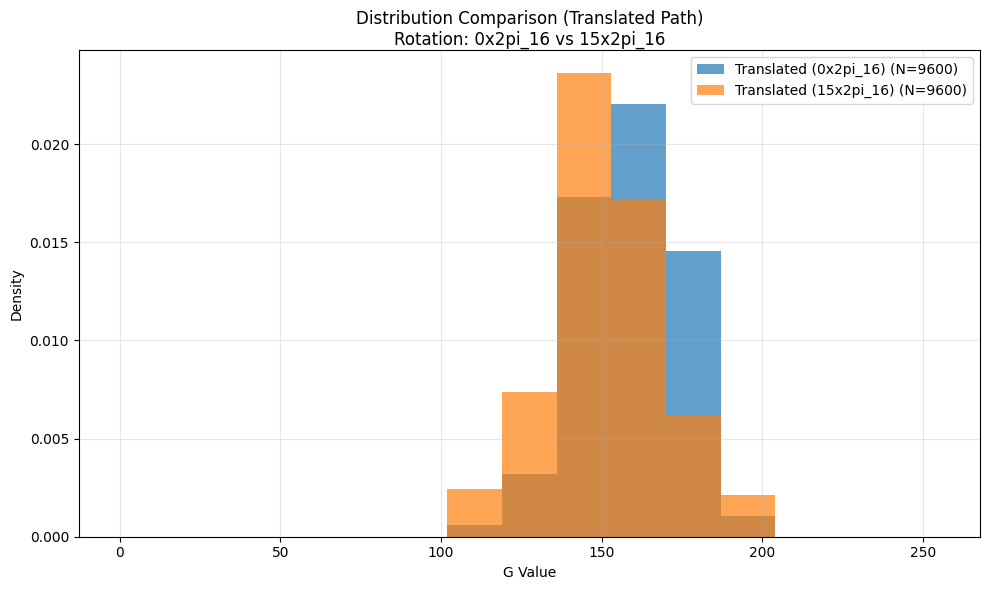 Distribution Comparison (Translated Path)
Rotation: 0x2pi_16 vs 15x2pi_16
Translated (0x2pi_16) (N=9600)
Translated (15x2pi_16) (N=9600)
Density
0.020
0.015
0.010
0.005
0.000
0 50 100 150 200 250
G Value